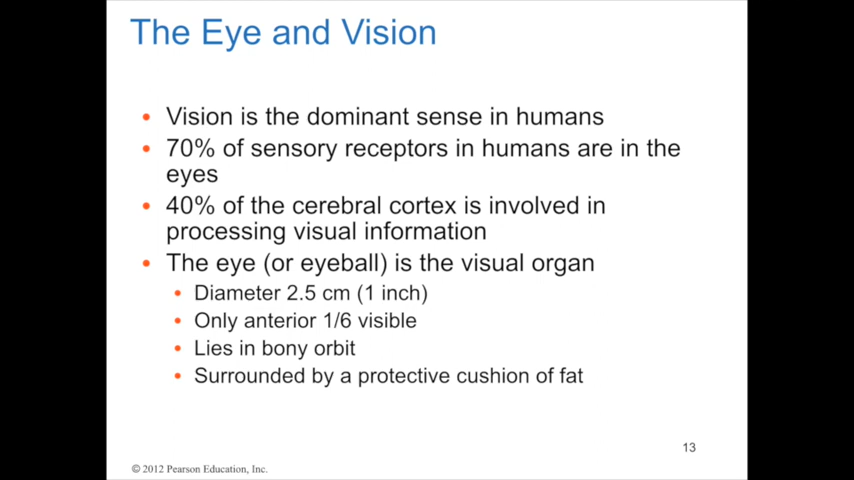 The Eye and Vision
• Vision is the dominant sense in humans
• 70% of sensory receptors in humans are in the
eyes
• 40% of the cerebral cortex is involved in
processing visual information
• The eye (or eyeball) is the visual organ
• Diameter 2.5 cm (1 inch)
• Only anterior 1/6 visible
• Lies in bony orbit
• Surrounded by a protective cushion of fat
13
© 2012 Pearson Education, Inc.